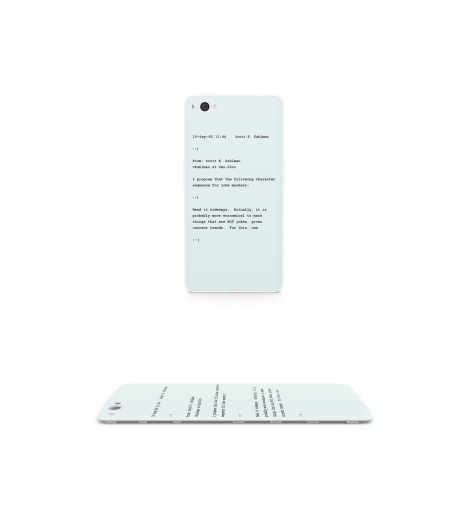 19-Sep-82 11:44 Scott E Fahlman
:-)
From: Scott E Fahlman
<Fahlman at Cmu-20c>
I propose that the following character
sequence for joke markers:
:-)
Read it sideways. Actually, it is
probably more economical to mark
things that are NOT jokes, given
current trends. For this, use
:-(